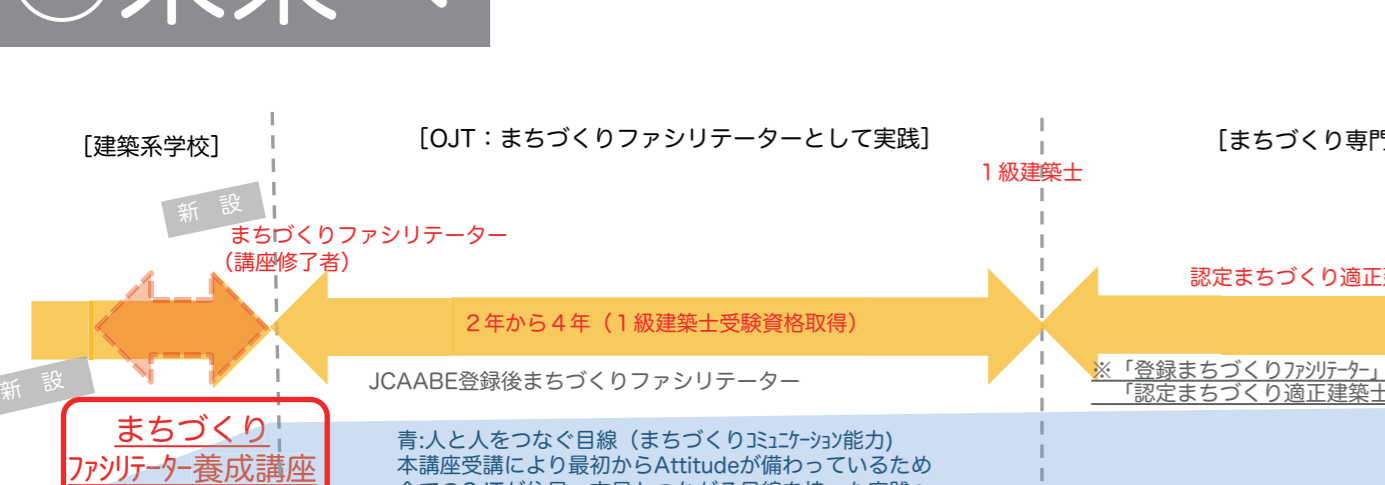 未来へ
[建築系学校]
[OJT：まちづくりファシリテーターとして実践]
[まちづくり専門
１級建築士
新 設
まちづくりファシリテーター
（講座修了者）
認定まちづくり適正
２年から４年（１級建築士受験資格取得）
JCAABE登録後まちづくりファシリテーター
※「登録まちづくりﾌｧｼﾘﾃｰﾀｰ」
「認定まちづくり適正建築士
新 設
まちづくり
ﾌｧｼﾘﾃｰﾀｰ養成講座
青:人と人をつなぐ目線（まちづくりｺﾐｭﾆｹｰｼｮﾝ能力)
本講座受講により最初からAttitudeが備わっているため